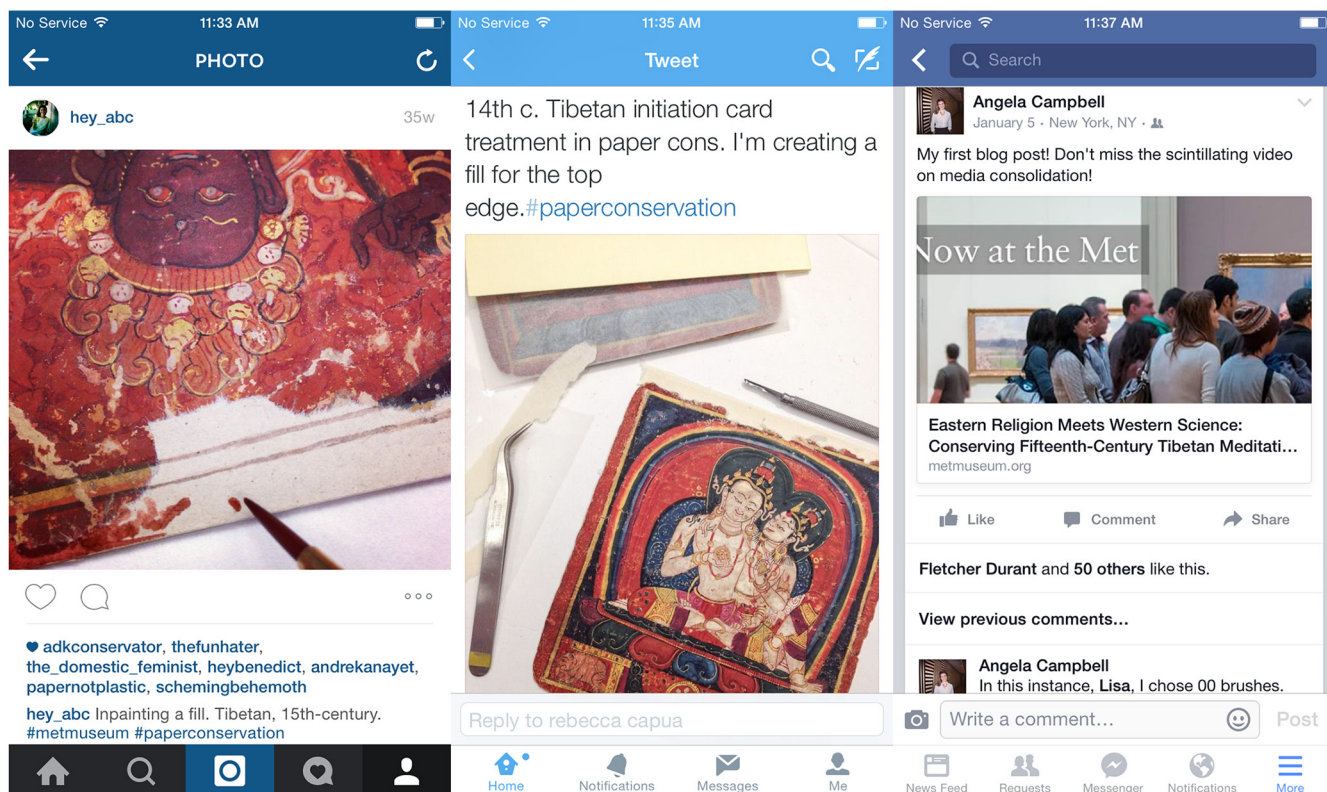 No Service 11:33 AM
PHOTO
hey_abc 35w
adkconservator, thefunhater,
the_domestic_feminist, heybenedict, andrekanayet,
papernotplastic, schemingbehemoth
hey_abc Inpainting a fill. Tibetan, 15th-century.
#metmuseum #paperconservation
No Service 11:35 AM
Tweet
14th c. Tibetan initiation card
treatment in paper cons. I'm creating a
fill for the top
edge.#paperconservation
Reply to rebecca capua
Home Notifications Messages Me
No Service 11:37 AM
Search
Angela Campbell
January 5 · New York, NY ·
My first blog post! Don't miss the scintillating video
on media consolidation!
Now at the Met
Eastern Religion Meets Western Science:
Conserving Fifteenth-Century Tibetan Meditati...
metmuseum.org
Like Comment Share
Fletcher Durant and 50 others like this.
View previous comments...
Angela Campbell
In this instance, Lisa, I chose 00 brushes.
Write a comment... Post
News Feed Requests Messenger Notifications More